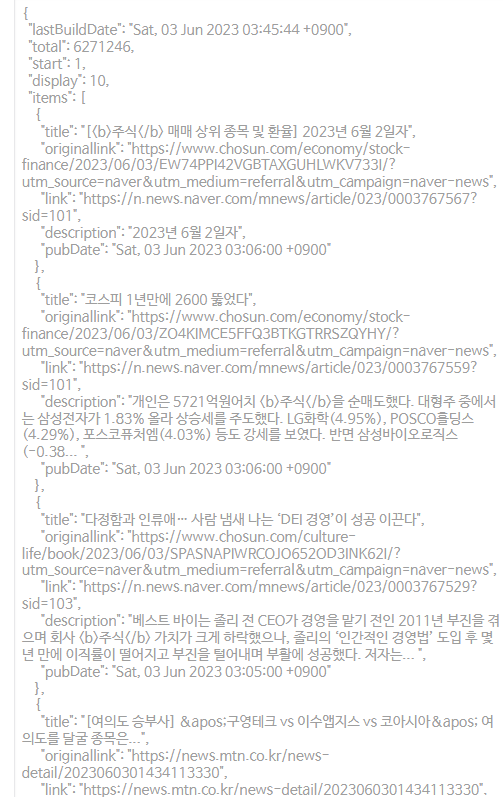 {
"lastBuildDate": "Sat, 03 Jun 2023 03:45:44 +0900",
"total": 6271246,
"start": 1,
"display": 10,
"items": [
{
"title": "[<b>주식</b> 매매 상위 종목 및 환율] 2023년 6월 2일자",
"originallink": "https://www.chosun.com/economy/stock-
finance/2023/06/03/EW74PPI42VGBTAXGUHLWKV733I/?
utm_source=naver&utm_medium=referral&utm_campaign=naver-news",
"link": "https://n.news.naver.com/mnews/article/023/0003767567?
sid=101",
"description": "2023년 6월 2일자",
"pubDate": "Sat, 03 Jun 2023 03:06:00 +0900"
},
{
"title": "코스피 1년만에 2600 뚫었다",
"originallink": "https://www.chosun.com/economy/stock-
finance/2023/06/03/ZO4KIMCE5FFQ3BTKGTRRSZQYHY/?
utm_source=naver&utm_medium=referral&utm_campaign=naver-news",
"link": "https://n.news.naver.com/mnews/article/023/0003767559?
sid=101",
"description": "개인은 5721억원어치 <b>주식</b>을 순매도했다. 대형주 중에서
는 삼성전자가 1.83% 올라 상승세를 주도했다. LG화학(4.95%), POSCO홀딩스
(4.29%), 포스코퓨처엠(4.03%) 등도 강세를 보였다. 반면 삼성바이오로직스
(-0.38... ",
"pubDate": "Sat, 03 Jun 2023 03:06:00 +0900"
},
{
"title": "다정함과 인류애… 사람 냄새 나는 ‘DEI 경영’이 성공 이끈다",
"originallink": "https://www.chosun.com/culture-
life/book/2023/06/03/SPASNAPIWRCOJO652OD3INK62I/?
utm_source=naver&utm_medium=referral&utm_campaign=naver-news",
"link": "https://n.news.naver.com/mnews/article/023/0003767529?
sid=103",
"description": "베스트 바이는 졸리 전 CEO가 경영을 맡기 전인 2011년 부진을 겪
으며 회사 <b>주식</b> 가치가 크게 하락했으나, 졸리의 ‘인간적인 경영법’ 도입 후 몇
년 만에 이직률이 떨어지고 부진을 털어내며 부활에 성공했다. 저자는... ",
"pubDate": "Sat, 03 Jun 2023 03:05:00 +0900"
},
{
"title": "[여의도 승부사] &apos;구영테크 vs 이수앱지스 vs 코아시아&apos; 여
의도를 달굴 종목은...",
"originallink": "https://news.mtn.co.kr/news-
detail/2023060301434113330",
"link": "https://news.mtn.co.kr/news-detail/2023060301434113330",